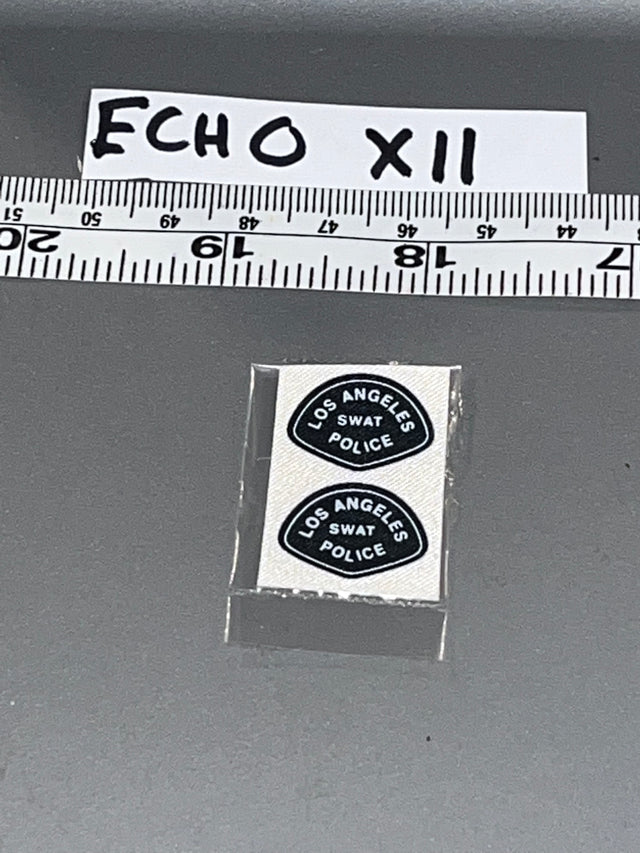 ECHO XII
51 50 49 48 47 46 45 44
20 19 18 17
LOS ANGELES
SWAT
POLICE
LOS ANGELES
SWAT
POLICE